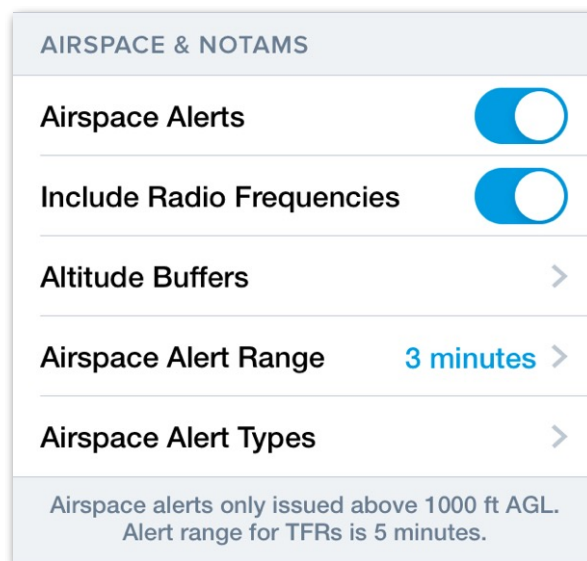 AIRSPACE & NOTAMS
Airspace Alerts
Include Radio Frequencies
Altitude Buffers
Airspace Alert Range 3 minutes
Airspace Alert Types
Airspace alerts only issued above 1000 ft AGL.
Alert range for TFRs is 5 minutes.